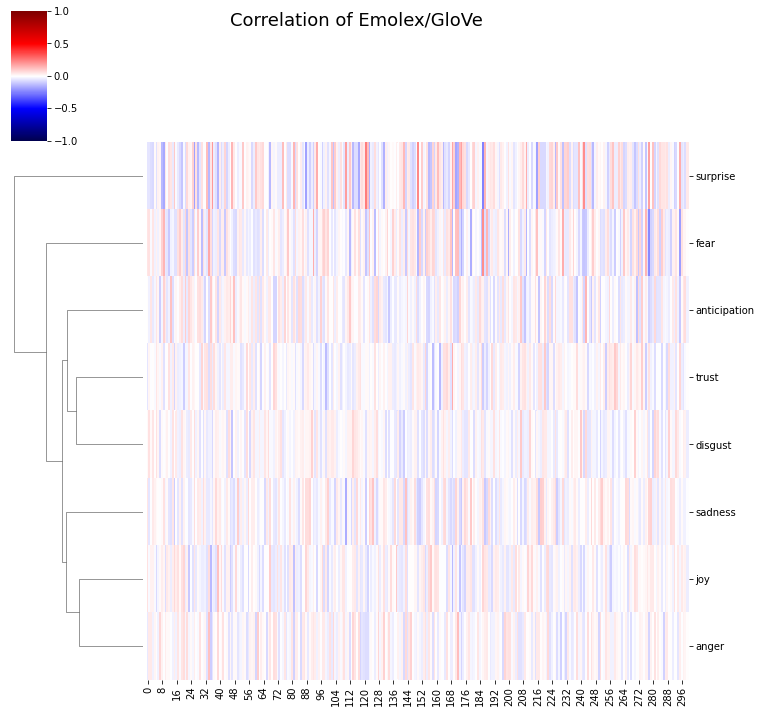 Correlation of Emolex/GloVe
1.0
0.5
0.0
−0.5
−1.0
surprise
fear
anticipation
trust
disgust
sadness
joy
anger
0 8 16 24 32 40 48 56 64 72 80 88 96 104 112 120 128 136 144 152 160 168 176 184 192 200 208 216 224 232 240 248 256 264 272 280 288 296